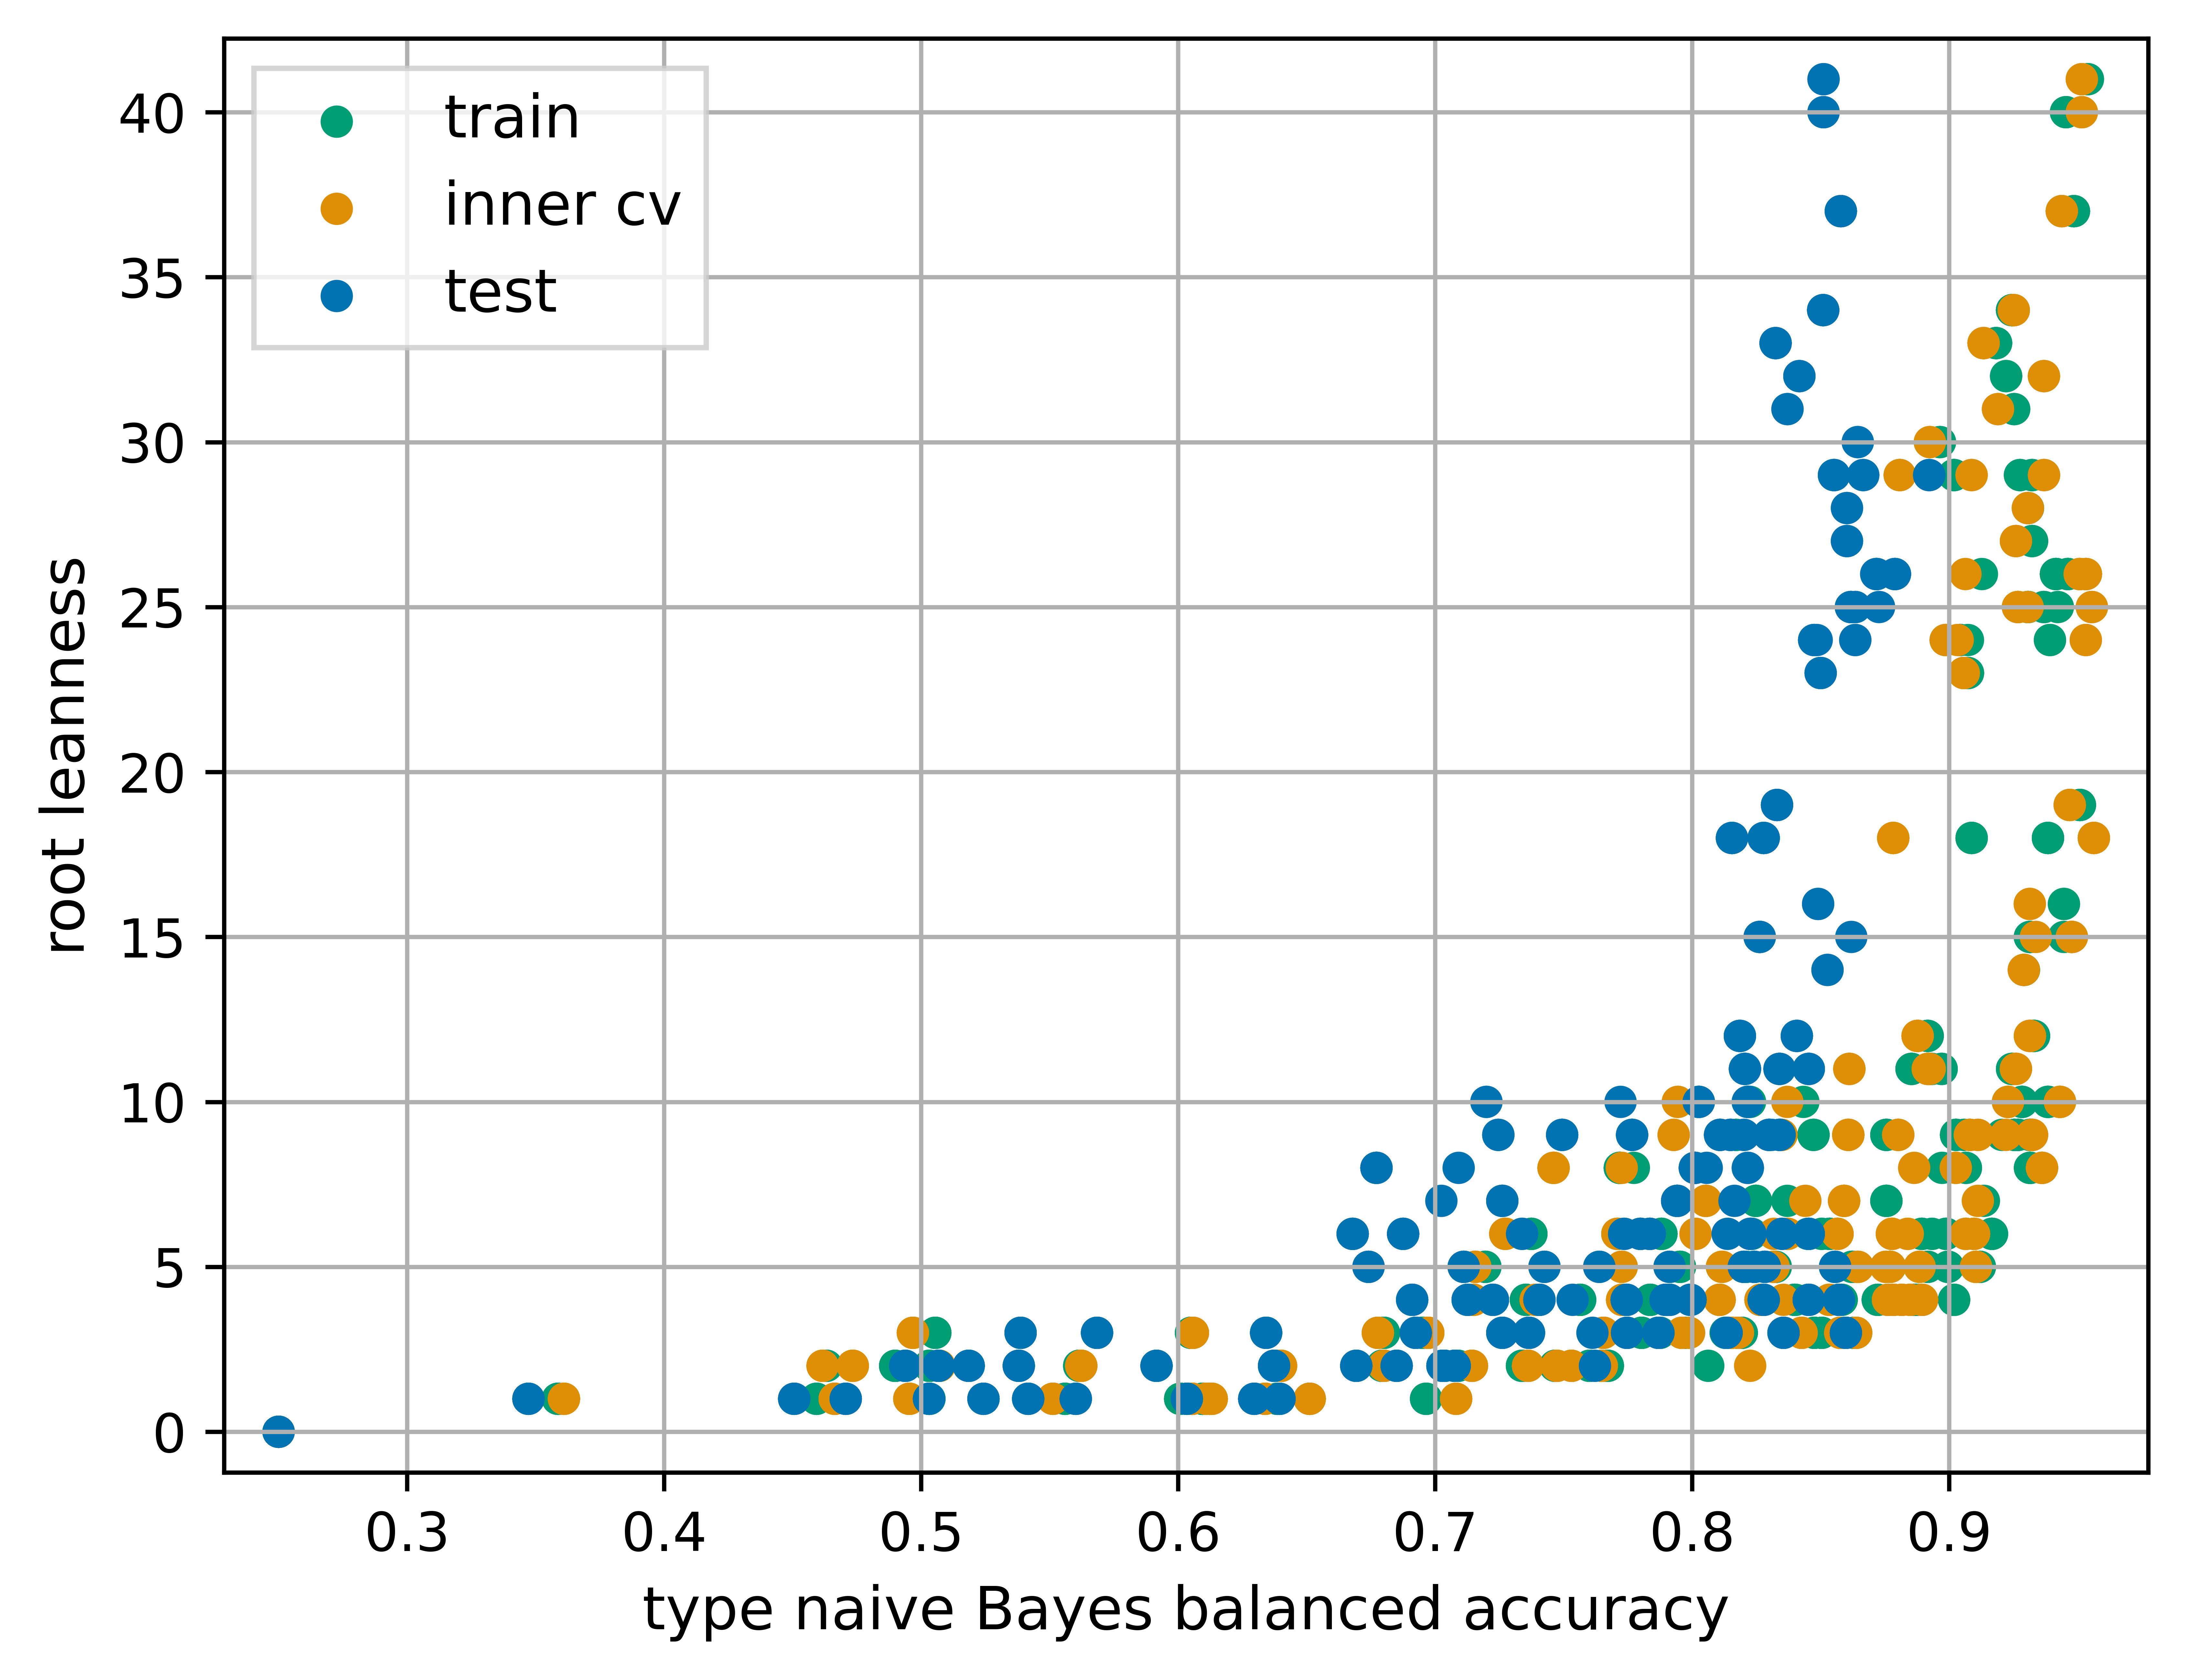 train
inner cv
test
40
35
30
25
20
15
10
5
0
root leanness
0.3 0.4 0.5 0.6 0.7 0.8 0.9
type naive Bayes balanced accuracy